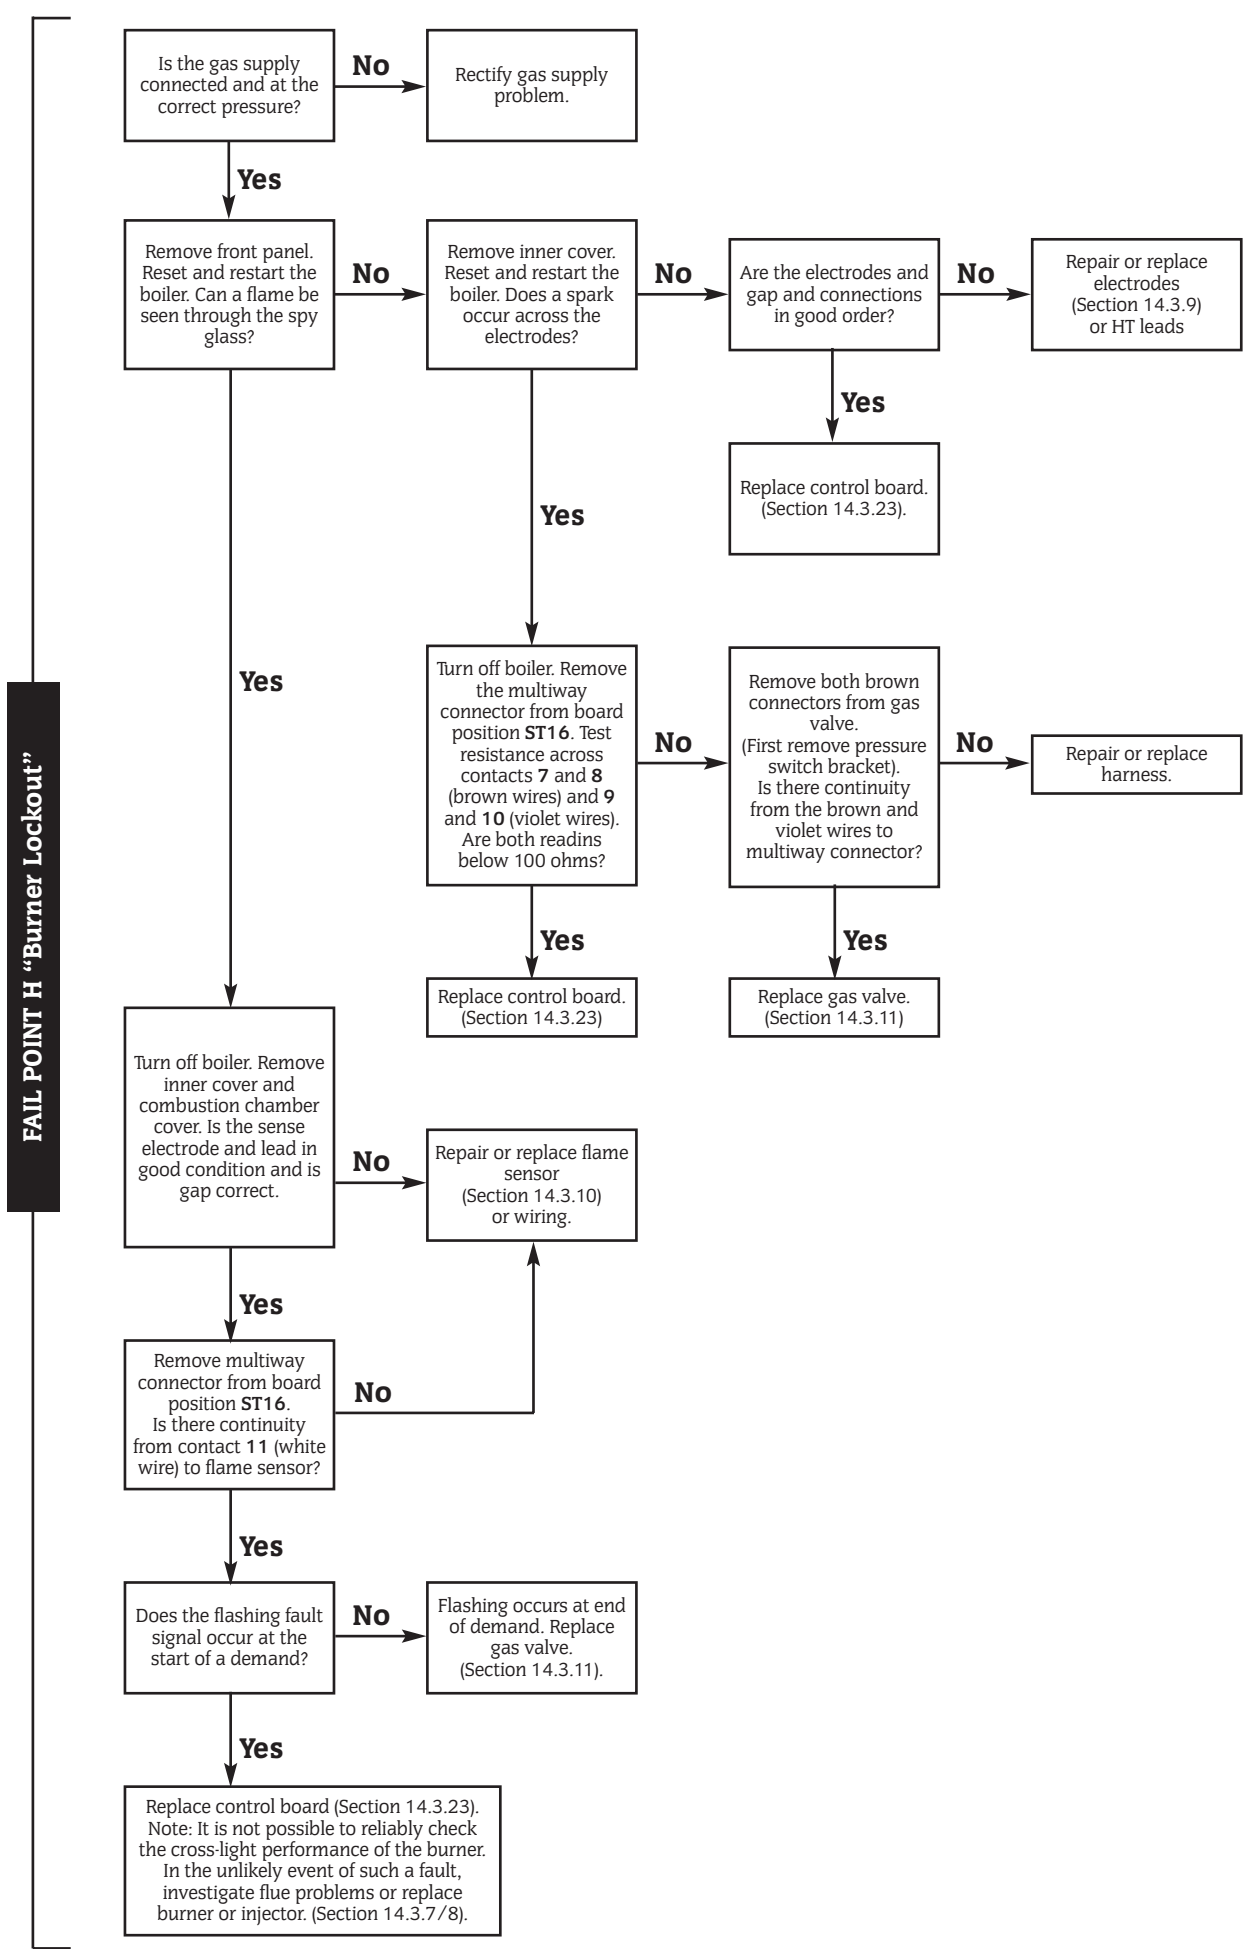 FAIL POINT H “Burner Lockout”
Is the gas supply
connected and at the
correct pressure?
No
Rectify gas supply
problem.
Yes
Remove front panel.
Reset and restart the
boiler. Can a flame be
seen through the spy
glass?
No
Remove inner cover.
Reset and restart the
boiler. Does a spark
occur across the
electrodes?
No
Are the electrodes and
gap and connections
in good order?
No
Repair or replace
electrodes
(Section 14.3.9)
or HT leads
Yes
Replace control board.
(Section 14.3.23).
Yes
Yes
Turn off boiler. Remove
the multiway
connector from board
position ST16. Test
resistance across
contacts 7 and 8
(brown wires) and 9
and 10 (violet wires).
Are both readins
below 100 ohms?
No
Remove both brown
connectors from gas
valve.
(First remove pressure
switch bracket).
Is there continuity
from the brown and
violet wires to
multiway connector?
No
Repair or replace
harness.
Yes
Replace control board.
(Section 14.3.23)
Yes
Replace gas valve.
(Section 14.3.11)
Turn off boiler. Remove
inner cover and
combustion chamber
cover. Is the sense
electrode and lead in
good condition and is
gap correct.
No
Repair or replace flame
sensor
(Section 14.3.10)
or wiring.
Yes
Remove multiway
connector from board
position ST16.
Is there continuity
from contact 11 (white
wire) to flame sensor?
No
Yes
Does the flashing fault
signal occur at the
start of a demand?
No
Flashing occurs at end
of demand. Replace
gas valve.
(Section 14.3.11).
Yes
Replace control board (Section 14.3.23).
Note: It is not possible to reliably check
the cross-light performance of the burner.
In the unlikely event of such a fault,
investigate flue problems or replace
burner or injector. (Section 14.3.7/8).